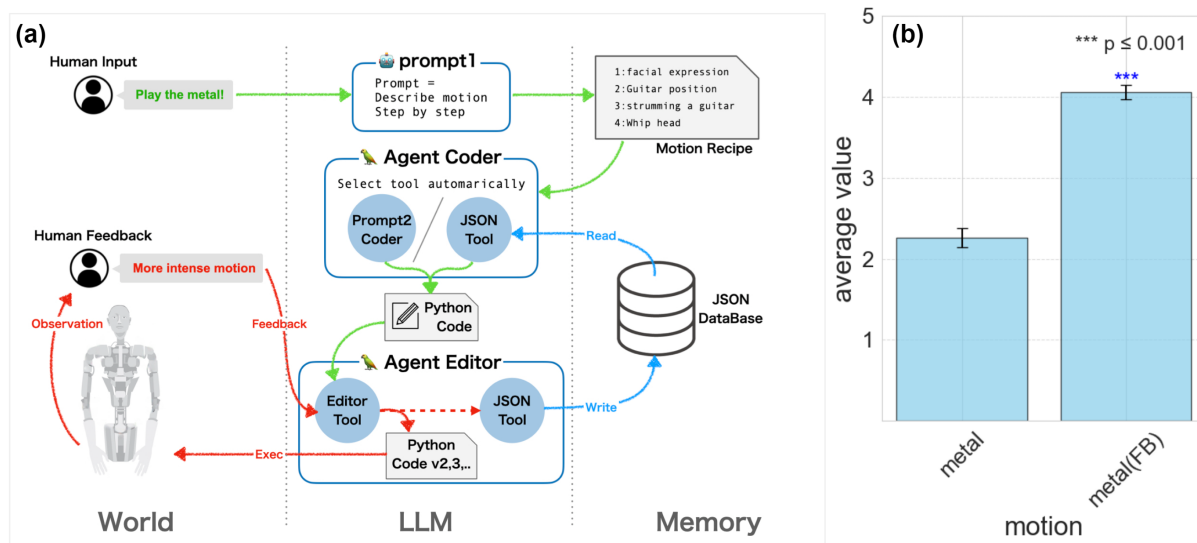 (a)
Human Input
Play the metal!
prompt1
Prompt =
Describe motion
Step by step
1:facial expression
2:Guitar position
3:strumming a guitar
4:Whip head
Motion Recipe
Agent Coder
Select tool automarically
Prompt2
Coder
JSON
Tool
Read
Human Feedback
More intense motion
Observation
Feedback
Python
Code
JSON
DataBase
Agent Editor
Editor
Tool
JSON
Tool
Write
Python
Code v2,3,..
Exec
World
LLM
Memory
(b)
*** p ≤ 0.001
***
5
4
3
2
1
average value
metal
metal(FB)
motion